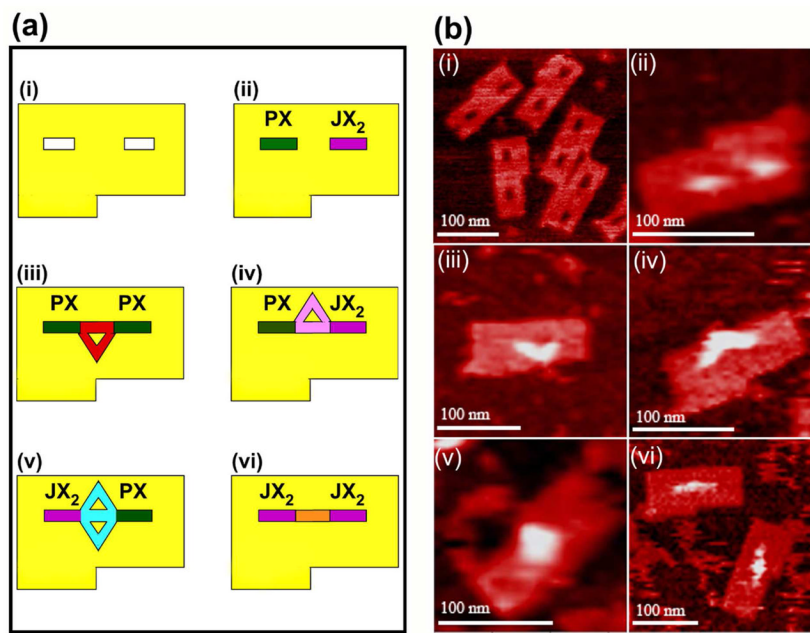 (a)
(i)
(ii)
PX JX₂
(iii)
PX PX
(iv)
PX JX₂
(v)
JX₂ PX
(vi)
JX₂ JX₂
(b)
(i)
100 nm
(ii)
100 nm
(iii)
100 nm
(iv)
100 nm
(v)
100 nm
(vi)
100 nm